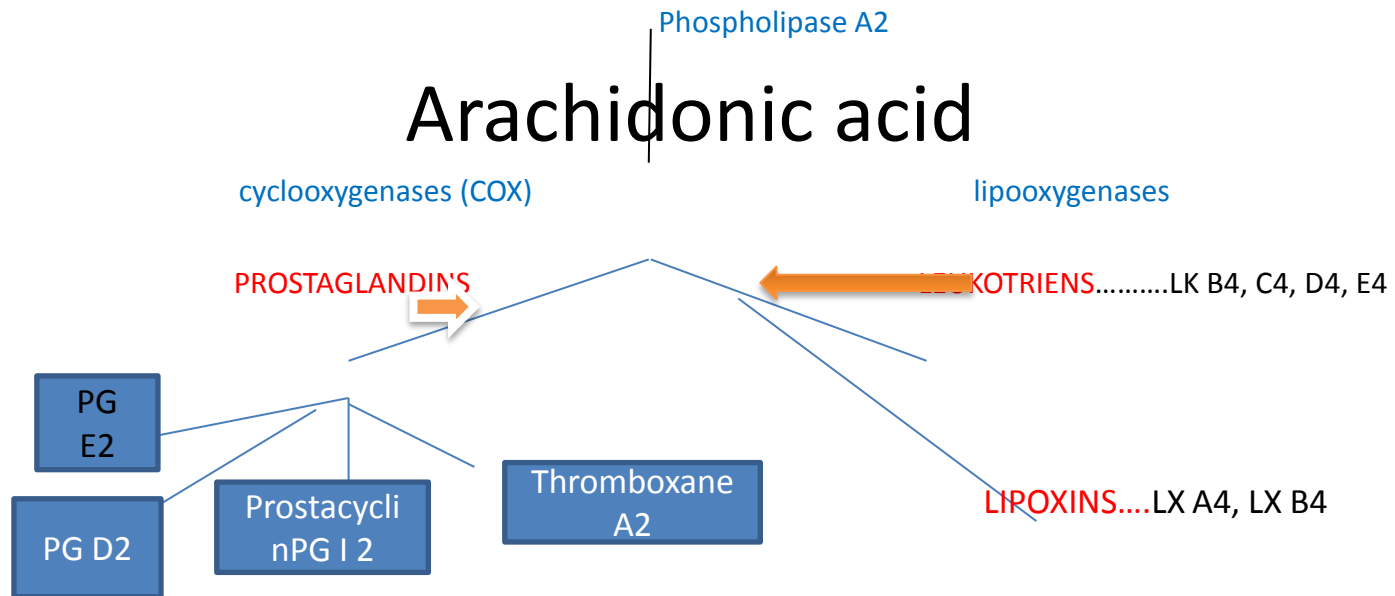 Phospholipase A2
Arachidonic acid
cyclooxygenases (COX)
lipooxygenases
PROSTAGLANDINS
LEUKOTRIENS..........LK B4, C4, D4, E4
PG
E2
PG D2
Prostacycli
nPG I 2
Thromboxane
A2
LIPOXINS....LX A4, LX B4